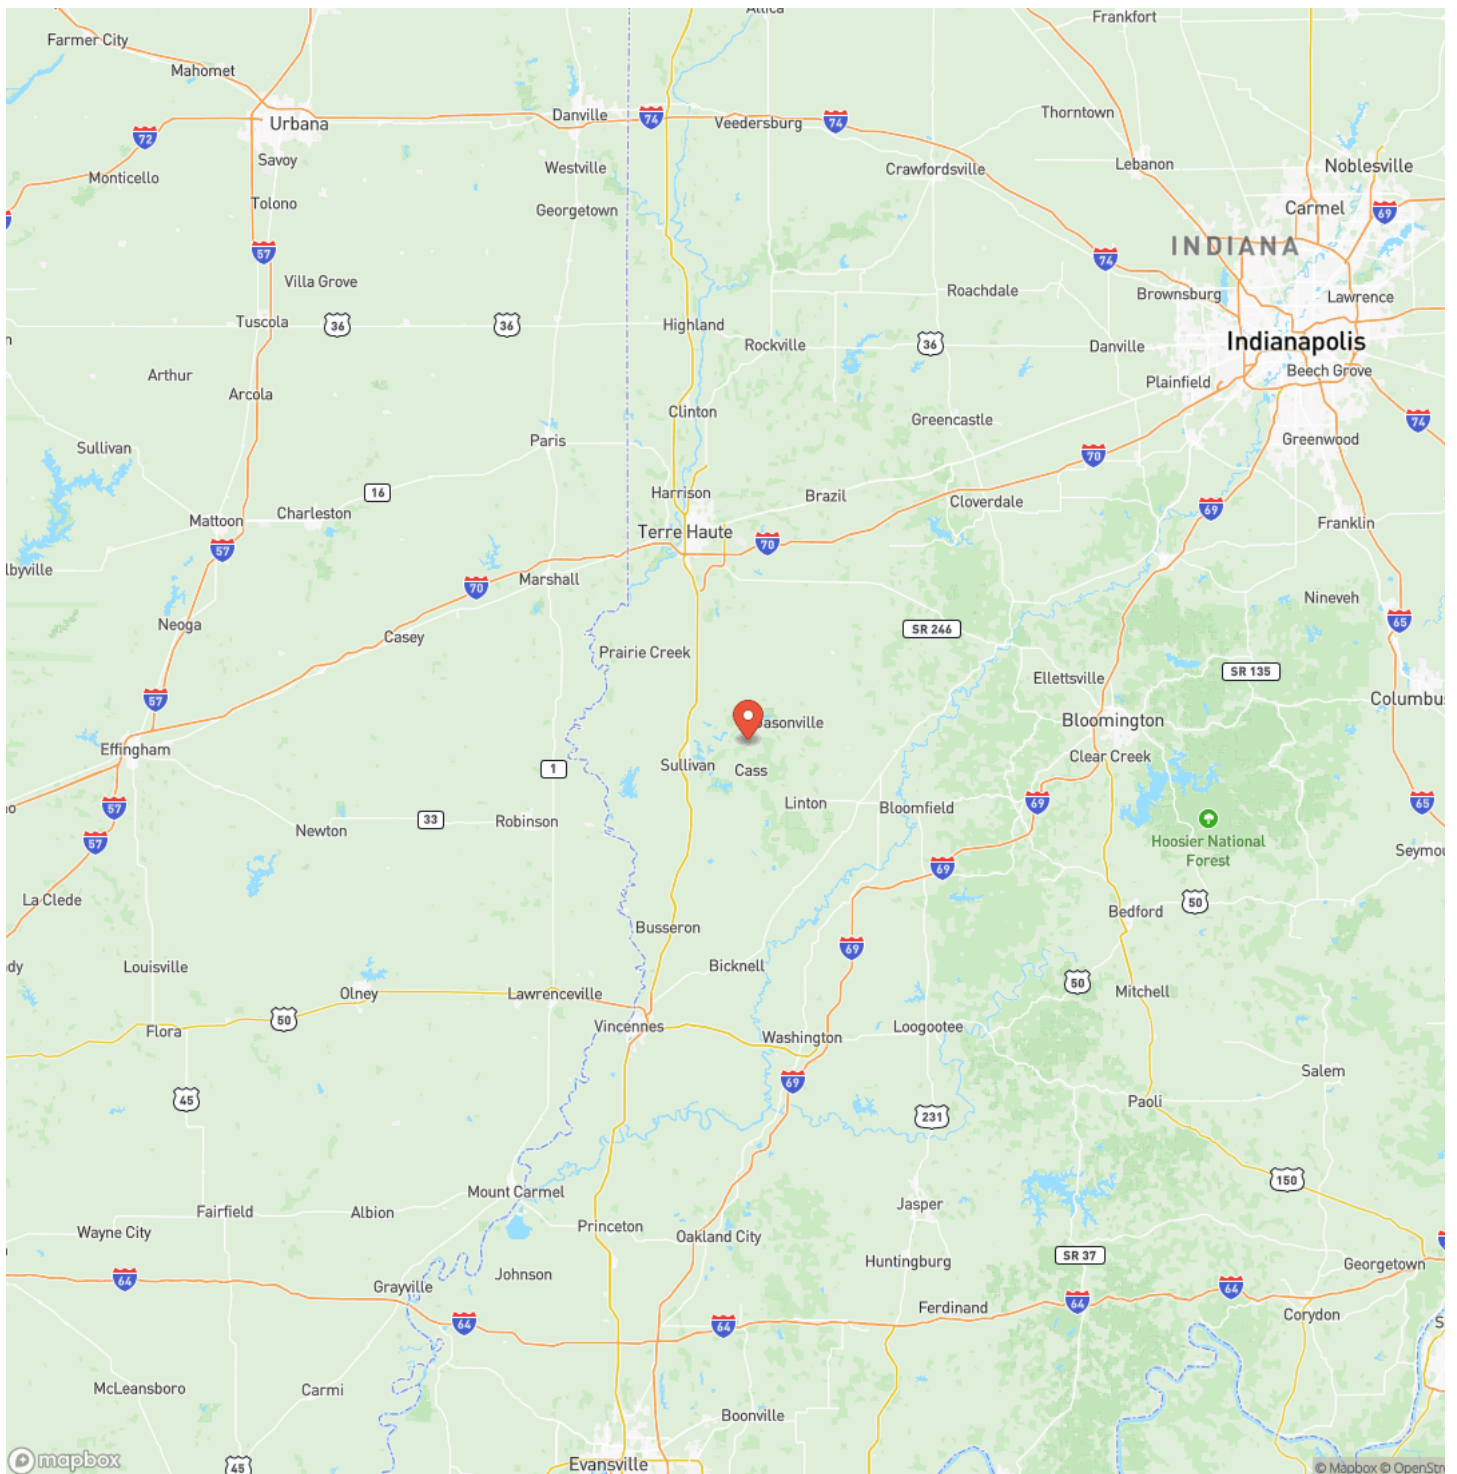 Attica
Frankfort
Farmer City
Mahomet
74
Danville
74
Veedersburg
Thorntown
72
Urbana
Savoy
Westville
Crawfordsville
Lebanon
Noblesville
Monticello
Tolono
Georgetown
Carmel
69
57
INDIANA
74
Villa Grove
Roachdale
Brownsburg
Lawrence
Tuscola
36
36
Highland
Rockville
36
Danville
Indianapolis
Arthur
Arcola
Plainfield
Beech Grove
Clinton
Greencastle
74
Sullivan
Paris
70
Greenwood
16
Harrison
Brazil
Cloverdale
69
Mattoon
Charleston
Terre Haute
70
Franklin
57
lbyville
70
Marshall
Nineveh
Neoga
Casey
SR 246
65
Prairie Creek
Ellettsville
SR 135
57
Columbus
Jasonville
Bloomington
Effingham
1
Sullivan
Cass
Clear Creek
57
Linton
Bloomfield
69
65
33
Robinson
Newton
57
Hoosier National
Forest
Seymou
69
La Clede
50
Bedford
Busseron
69
dy
Louisville
Bicknell
50
Olney
Lawrenceville
Mitchell
50
Flora
Vincennes
Washington
Loogootee
69
Salem
45
Paoli
231
150
Mount Carmel
Jasper
Fairfield
Albion
Wayne City
Princeton
Oakland City
SR 37
Huntingburg
Georgetown
64
Grayville
Johnson
64
64
Ferdinand
64
64
Corydon
S
McLeansboro
Carmi
Boonville
mapbox
45
Evansville
© Mapbox © OpenStre